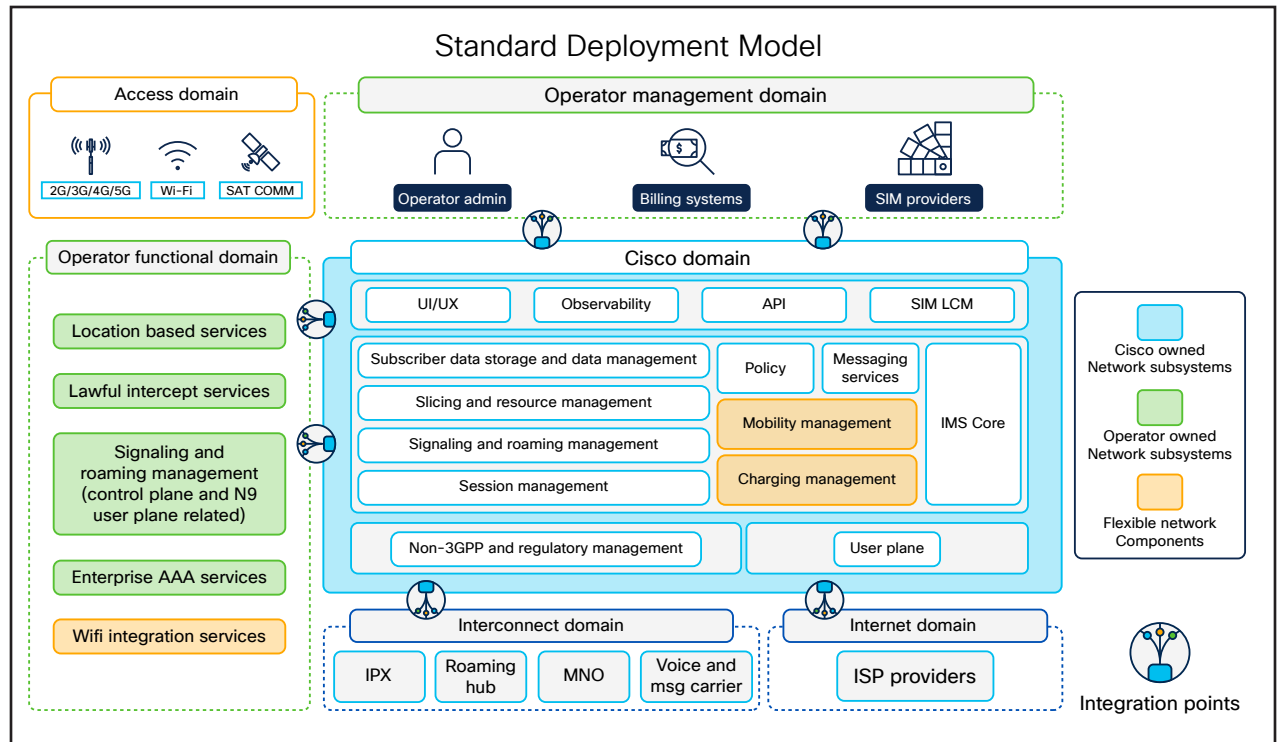 Standard Deployment Model
Access domain
2G/3G/4G/5G
Wi-Fi
SAT COMM
Operator management domain
$
Operator admin
Billing systems
SIM providers
Operator functional domain
Location based services
Lawful intercept services
Signaling and
roaming management
(control plane and N9
user plane related)
Enterprise AAA services
Wifi integration services
Cisco domain
UI/UX
Observability
API
SIM LCM
Subscriber data storage and data management
Slicing and resource management
Signaling and roaming management
Session management
Policy
Messaging
services
Mobility management
Charging management
IMS Core
Non-3GPP and regulatory management
User plane
Interconnect domain
IPX
Roaming
hub
MNO
Voice and
msg carrier
Internet domain
ISP providers
Cisco owned
Network subsystems
Operator owned
Network subsystems
Flexible network
Components
Integration points